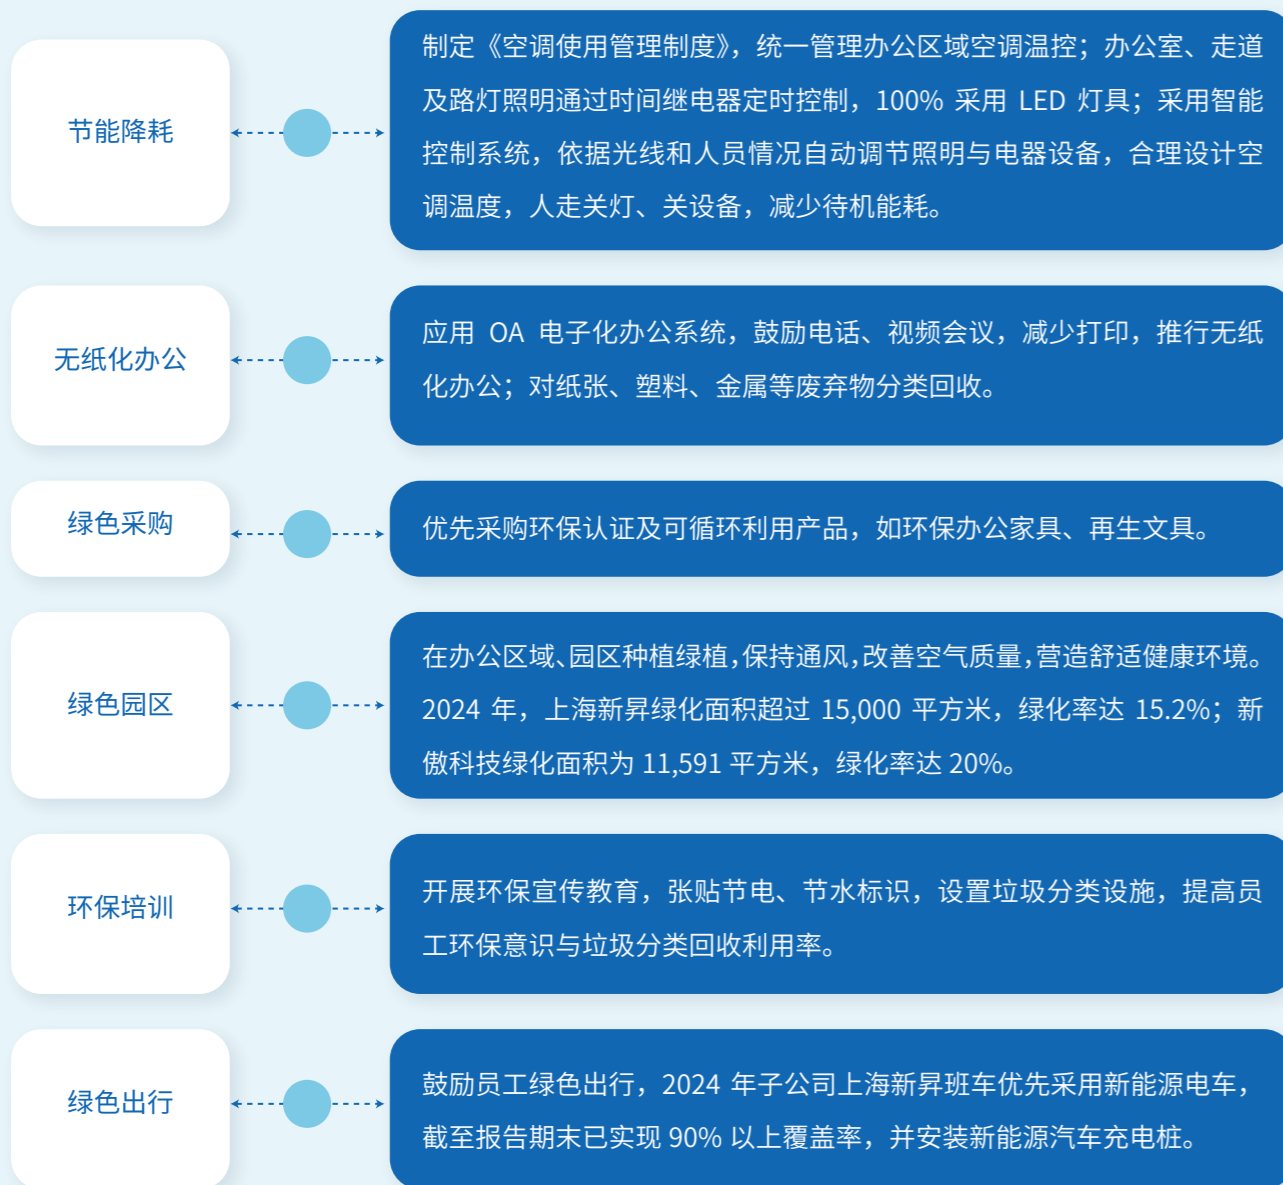 节能降耗
制定《空调使用管理制度》，统一管理办公区域空调温控；办公室、走道
及路灯照明通过时间继电器定时控制，100% 采用 LED 灯具；采用智能
控制系统，依据光线和人员情况自动调节照明与电器设备，合理设计空
调温度，人走关灯、关设备，减少待机能耗。
无纸化办公
应用 OA 电子化办公系统，鼓励电话、视频会议，减少打印，推行无纸
化办公；对纸张、塑料、金属等废弃物分类回收。
绿色采购
优先采购环保认证及可循环利用产品，如环保办公家具、再生文具。
绿色园区
在办公区域、园区种植绿植，保持通风，改善空气质量，营造舒适健康环境。
2024 年，上海新昇绿化面积超过 15,000 平方米，绿化率达 15.2%；新
傲科技绿化面积为 11,591 平方米，绿化率达 20%。
环保培训
开展环保宣传教育，张贴节电、节水标识，设置垃圾分类设施，提高员
工环保意识与垃圾分类回收利用率。
绿色出行
鼓励员工绿色出行，2024 年子公司上海新昇班车优先采用新能源电车，
截至报告期末已实现 90% 以上覆盖率，并安装新能源汽车充电桩。